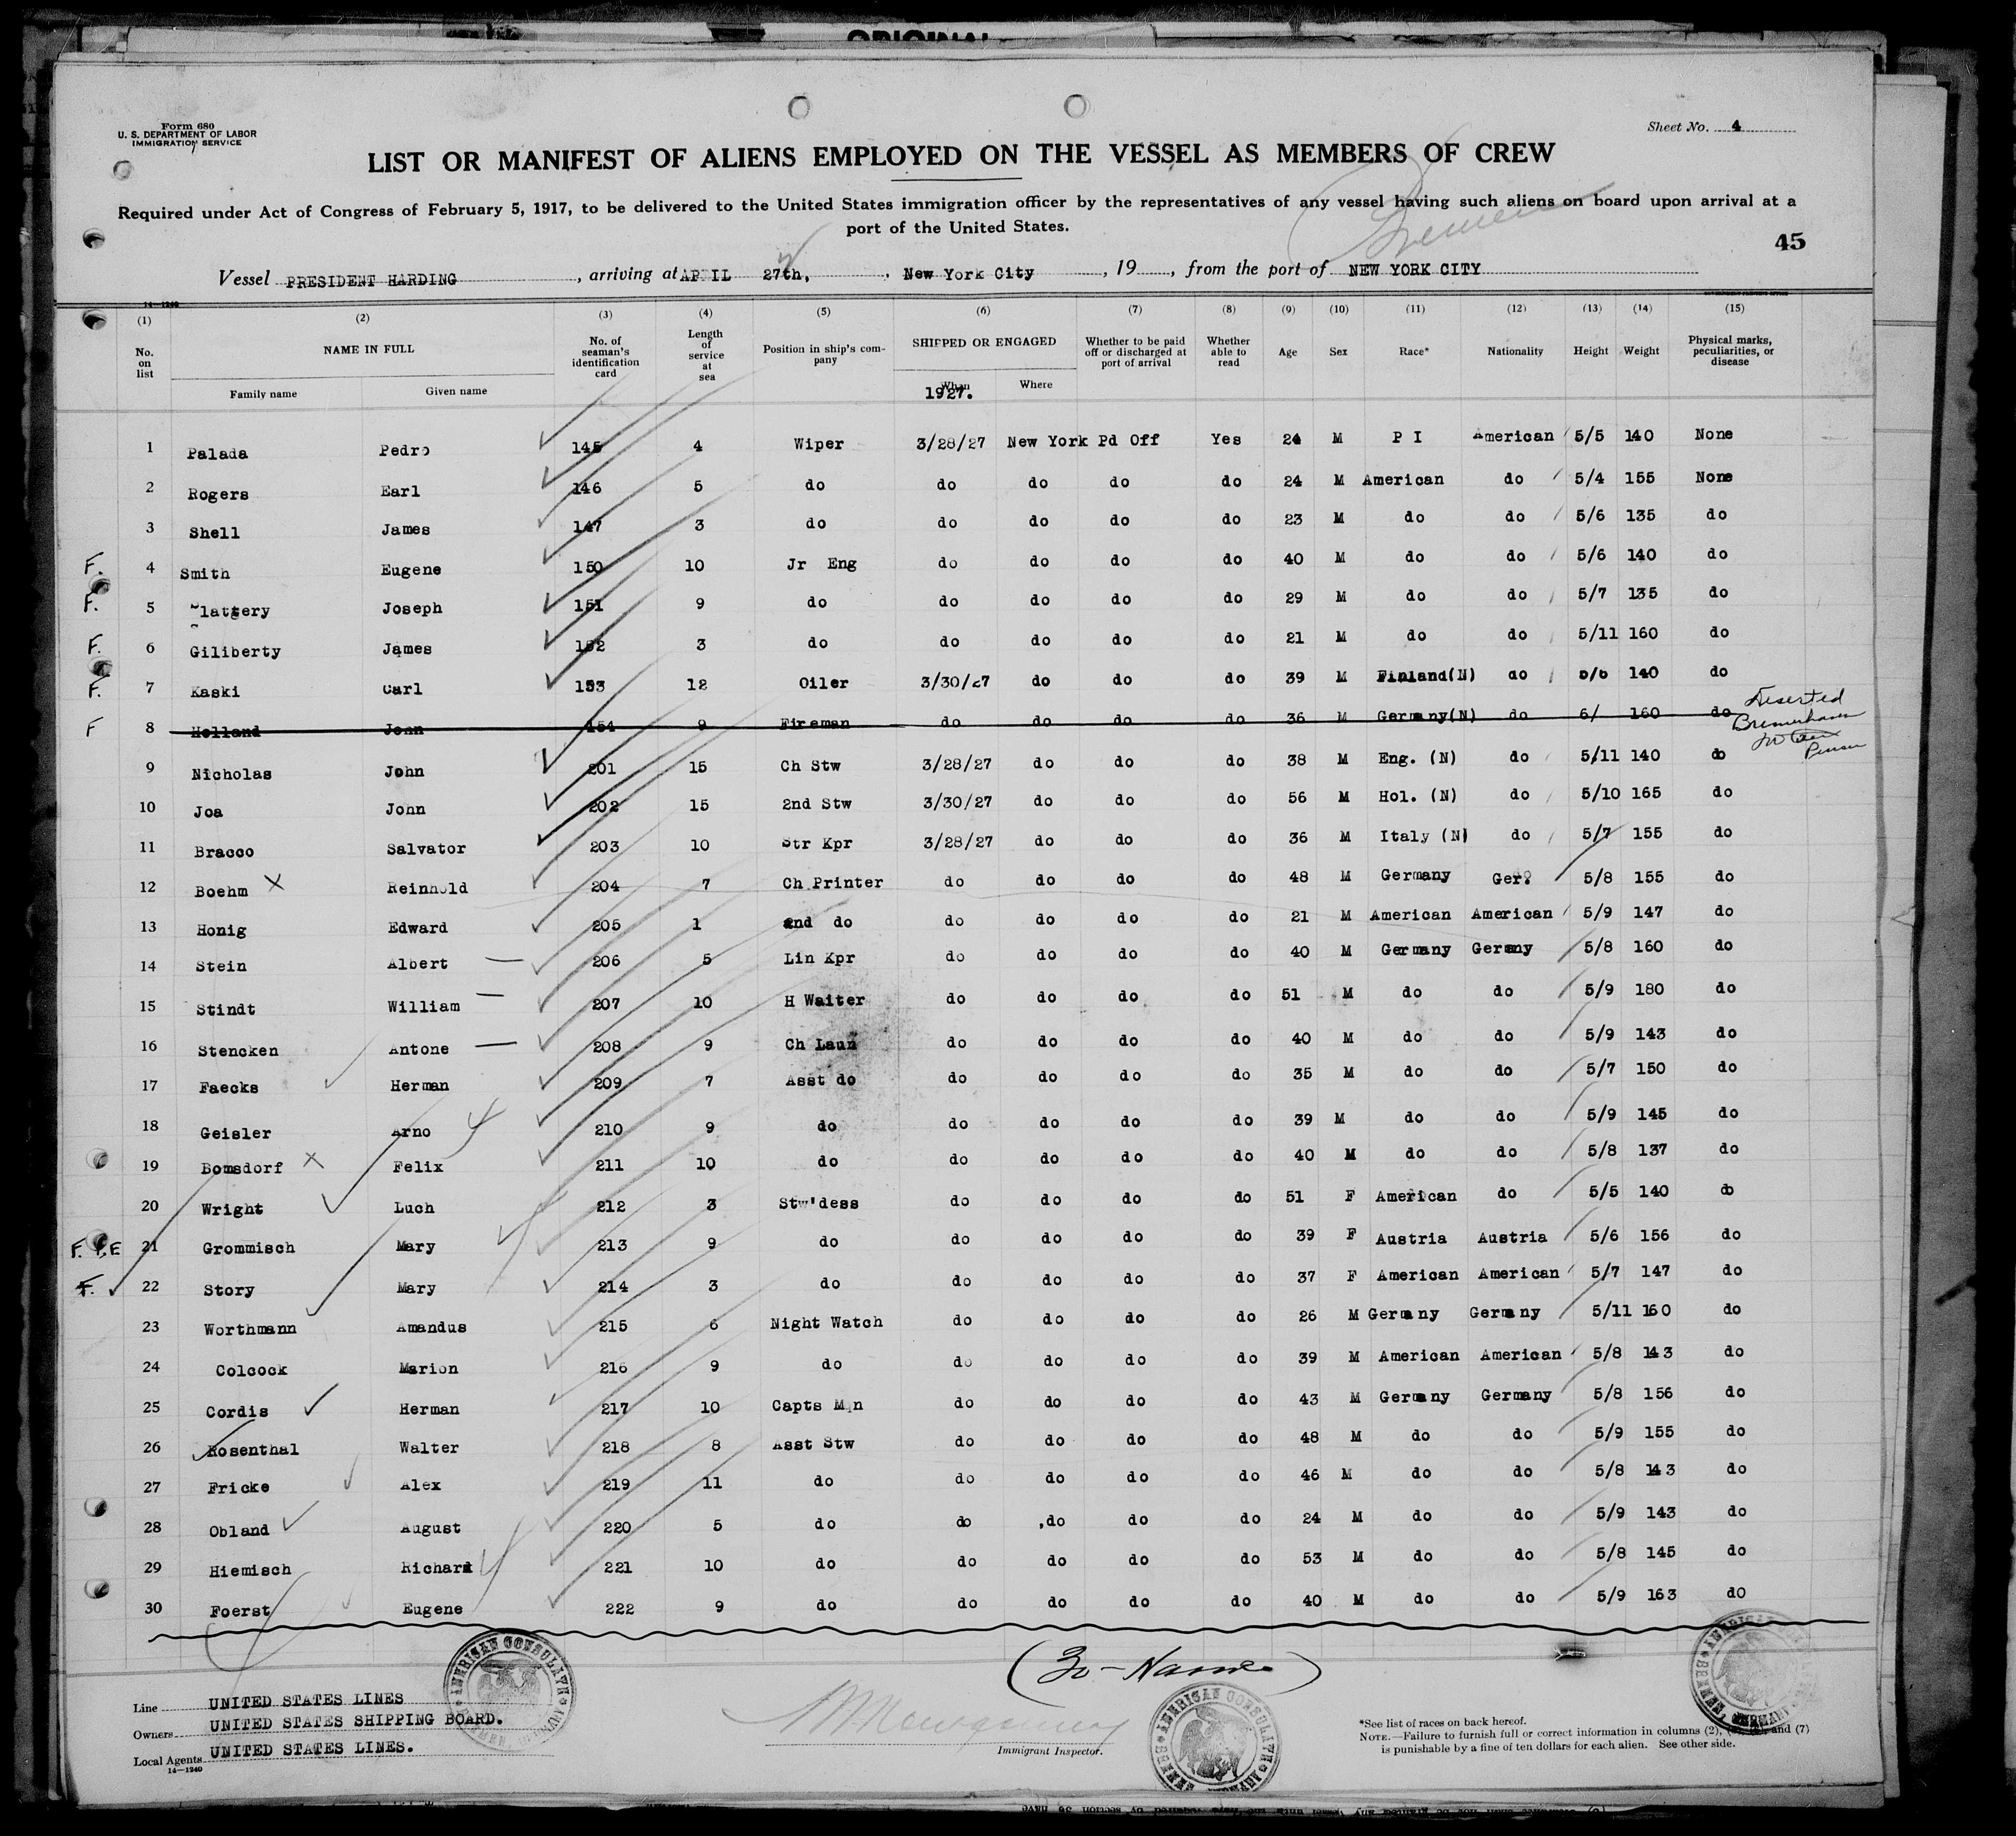 ORIGINAL
Form 680
U. S. DEPARTMENT OF LABOR
IMMIGRATION SERVICE
Sheet No. 4
LIST OR MANIFEST OF ALIENS EMPLOYED ON THE VESSEL AS MEMBERS OF CREW
Required under Act of Congress of February 5, 1917, to be delivered to the United States immigration officer by the representatives of any vessel having such aliens on board upon arrival at a
port of the United States.
Bremen
45
Vessel PRESIDENT HARDING, arriving at APRIL 27th, New York City, 19, from the port of NEW YORK CITY
14—1240
(1) (2) (3) (4) (5) (6) (7) (8) (9) (10) (11) (12) (13) (14) (15)
No. on list NAME IN FULL Family name Given name No. of seaman's identification card Length of service at sea Position in ship's company SHIPPED OR ENGAGED When Where Whether to be paid off or discharged at port of arrival Whether able to read Age Sex Race* Nationality Height Weight Physical marks, peculiarities, or disease
1927.
1 Palada Pedro 145 4 Wiper 3/28/27 New York Pd Off Yes 24 M P I American 5/5 140 None
2 Rogers Earl 146 5 do do do do do 24 M American do 5/4 155 None
3 Shell James 147 3 do do do do do 23 M do do 5/6 135 do
F. 4 Smith Eugene 150 10 Jr Eng do do do do 40 M do do 5/6 140 do
F. 5 Slattery Joseph 151 9 do do do do do 29 M do do 5/7 135 do
F. 6 Giliberty James 152 3 do do do do do 21 M do do 5/11 160 do
F. 7 Kaski Carl 153 12 Oiler 3/30/27 do do do 39 M Finland(N) do 5/6 140 do
F 8 Holland John 154 9 Fireman do do do do 36 M Germany(N) do 6/ 160 do Deserted Bremerhaven
9 Nicholas John 201 15 Ch Stw 3/28/27 do do do 38 M Eng. (N) do 5/11 140 do
10 Joa John 202 15 2nd Stw 3/30/27 do do do 56 M Hol. (N) do 5/10 165 do
11 Bracco Salvator 203 10 Str Kpr 3/28/27 do do do 36 M Italy (N) do 5/7 155 do
12 Boehm X Reinhold 204 7 Ch Printer do do do do 48 M Germany Ger. 5/8 155 do
13 Honig Edward 205 1 2nd do do do do do 21 M American American 5/9 147 do
14 Stein Albert 206 5 Lin Kpr do do do do 40 M Germany Germany 5/8 160 do
15 Stindt William 207 10 H Waiter do do do do 51 M do do 5/9 180 do
16 Stencken Antone 208 9 Ch Laun do do do do 40 M do do 5/9 143 do
17 Faecks Herman 209 7 Asst do do do do do 35 M do do 5/7 150 do
18 Geisler Arno 210 9 do do do do do 39 M do do 5/9 145 do
19 Bomsdorf X Felix 211 10 do do do do do 40 M do do 5/8 137 do
20 Wright Luch 212 3 Stw'dess do do do do 51 F American do 5/5 140 do
F. 21 Grommisch Mary 213 9 do do do do do 39 F Austria Austria 5/6 156 do
F. 22 Story Mary 214 3 do do do do do 37 F American American 5/7 147 do
23 Worthmann Amandus 215 6 Night Watch do do do do 26 M Germany Germany 5/11 160 do
24 Colcock Marion 216 9 do do do do do 39 M American American 5/8 143 do
25 Cordis Herman 217 10 Capts Man do do do do 43 M Germany Germany 5/8 156 do
26 Rosenthal Walter 218 8 Asst Stw do do do do 48 M do do 5/9 155 do
27 Fricke Alex 219 11 do do do do do 46 M do do 5/8 143 do
28 Obland August 220 5 do do do do do 24 M do do 5/9 143 do
29 Hiemisch Richard 221 10 do do do do do 53 M do do 5/8 145 do
30 Foerst Eugene 222 9 do do do do do 40 M do do 5/9 163 do
(30 - Names)
Line UNITED STATES LINES
Owners UNITED STATES SHIPPING BOARD.
Local Agents UNITED STATES LINES.
14—1240
AMERICAN CONSULATE
Immigrant Inspector.
AMERICAN CONSULATE
GERMANY
*See list of races on back hereof.
NOTE.—Failure to furnish full or correct information in columns (2), and (7)
is punishable by a fine of ten dollars for each alien. See other side.